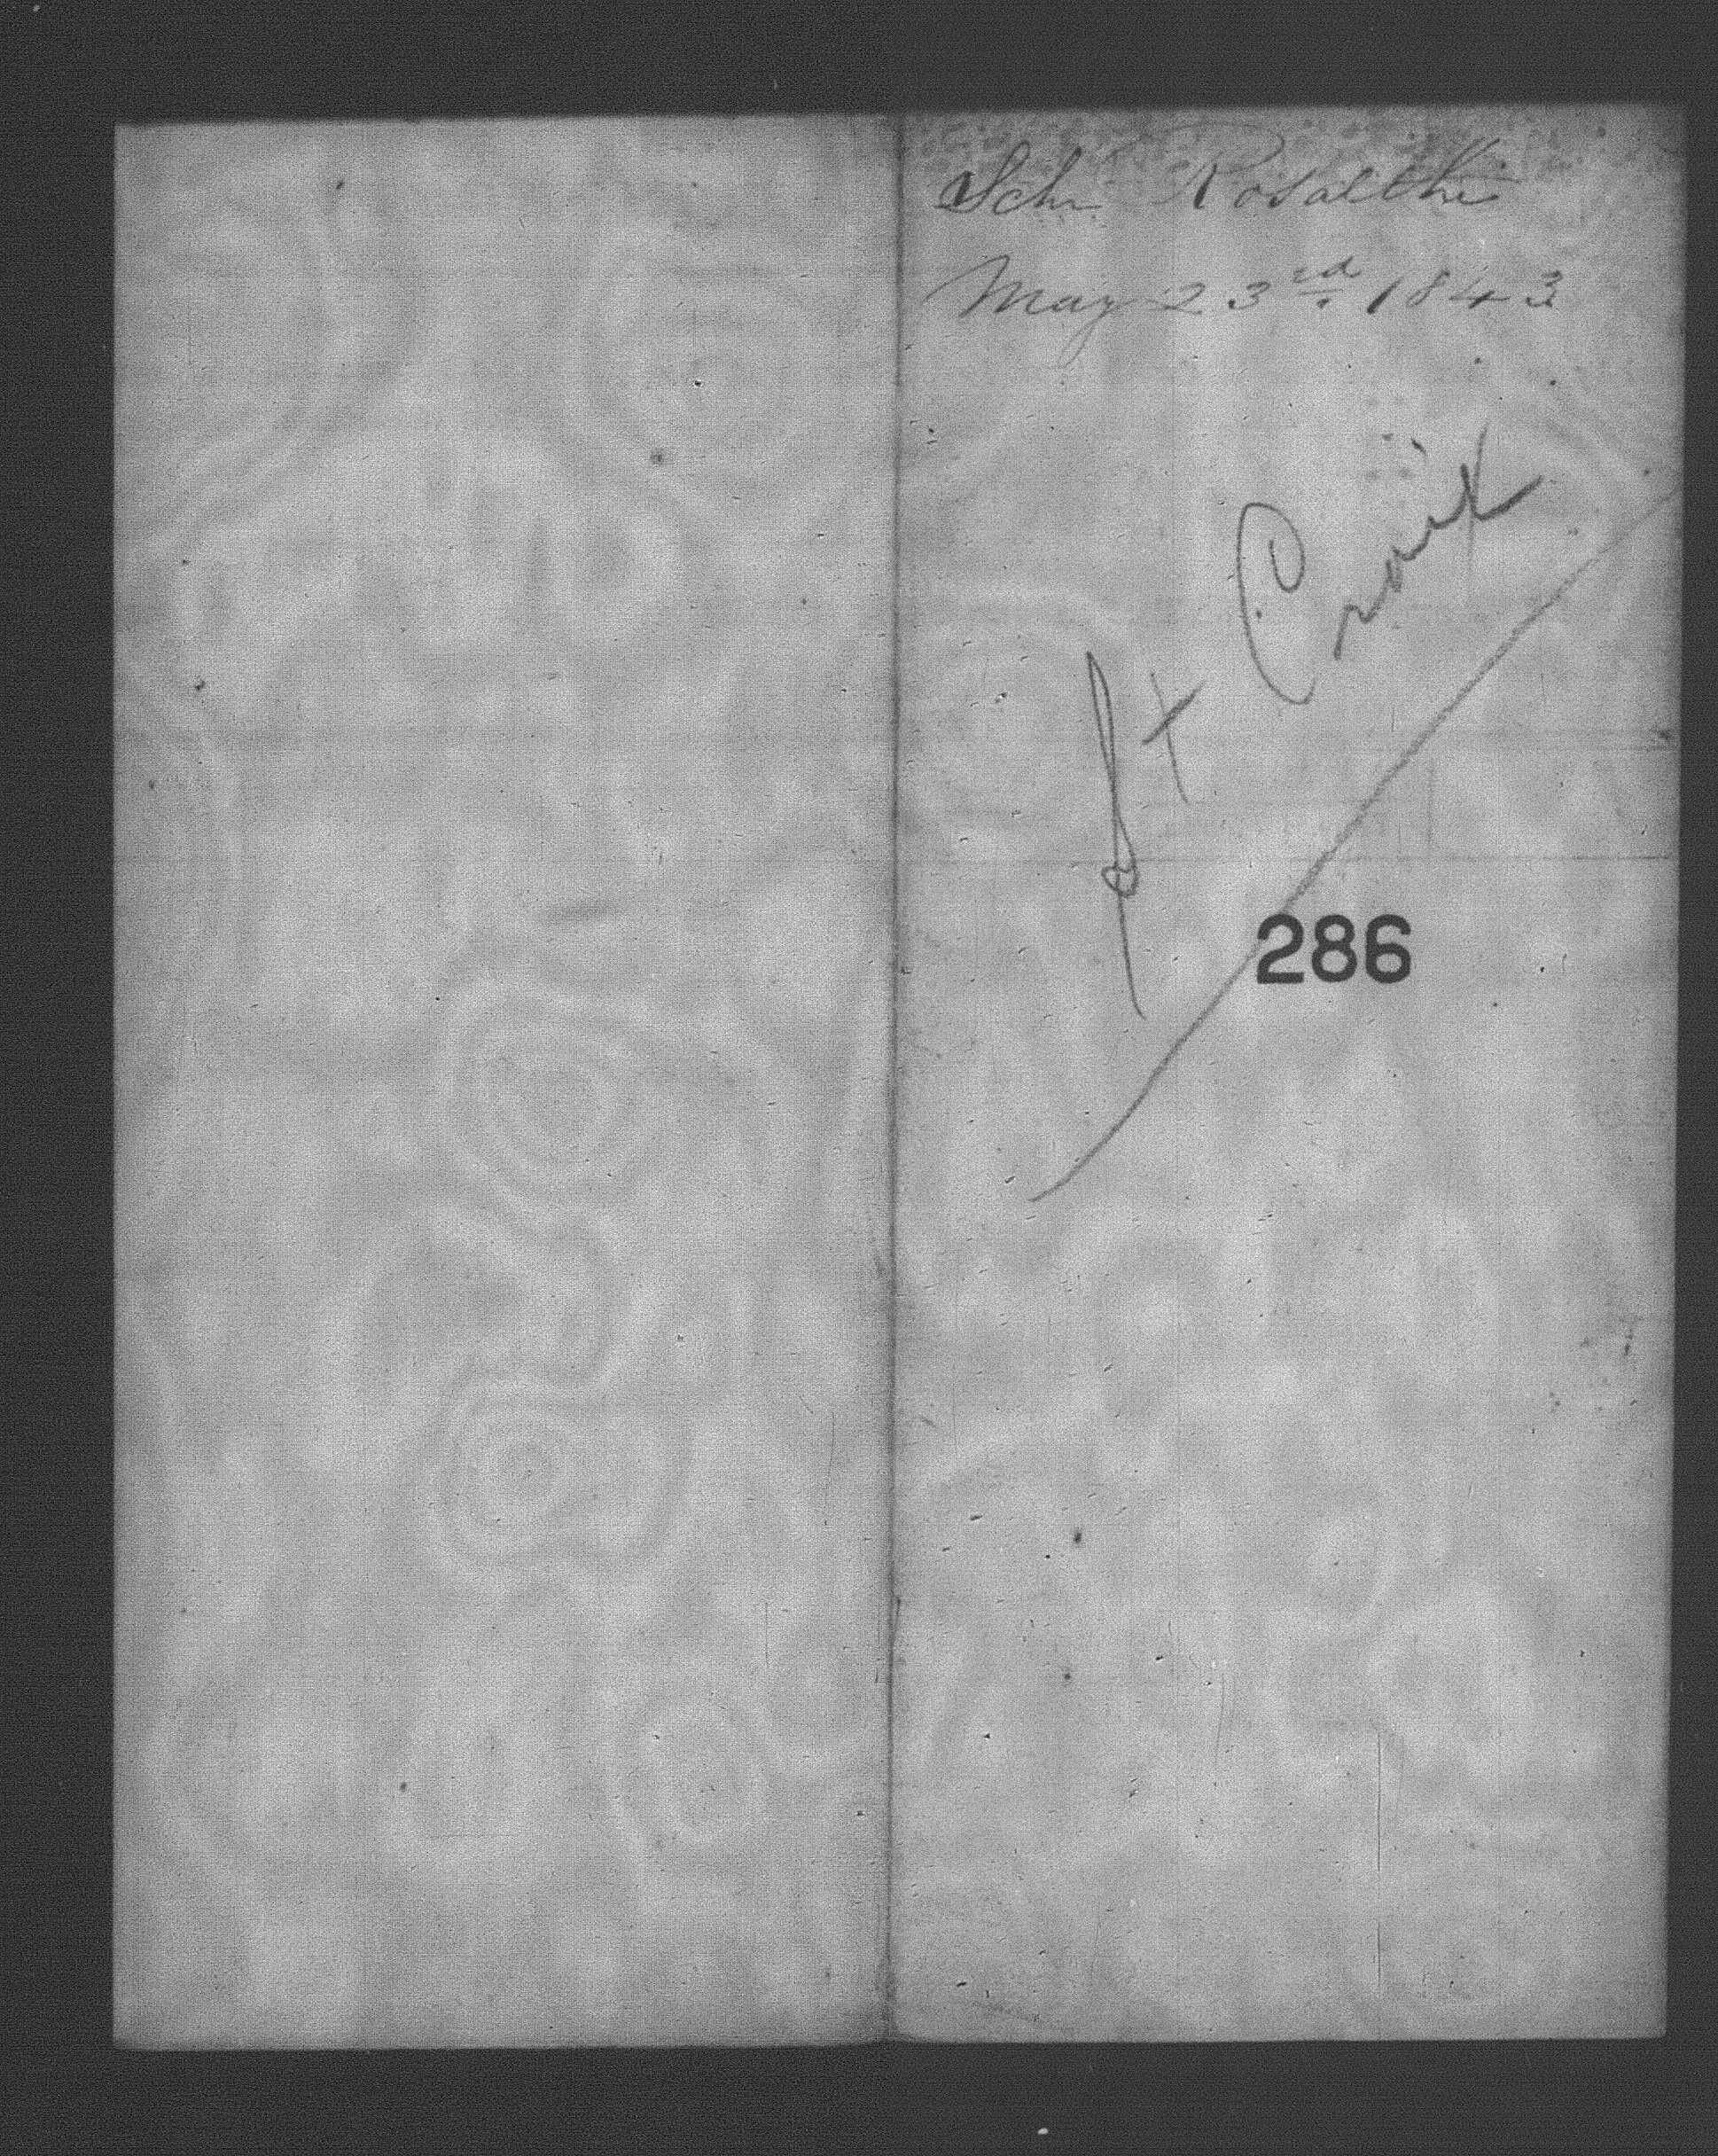 Schr Rosalthe
May 23rd. 1843
St Croix
286